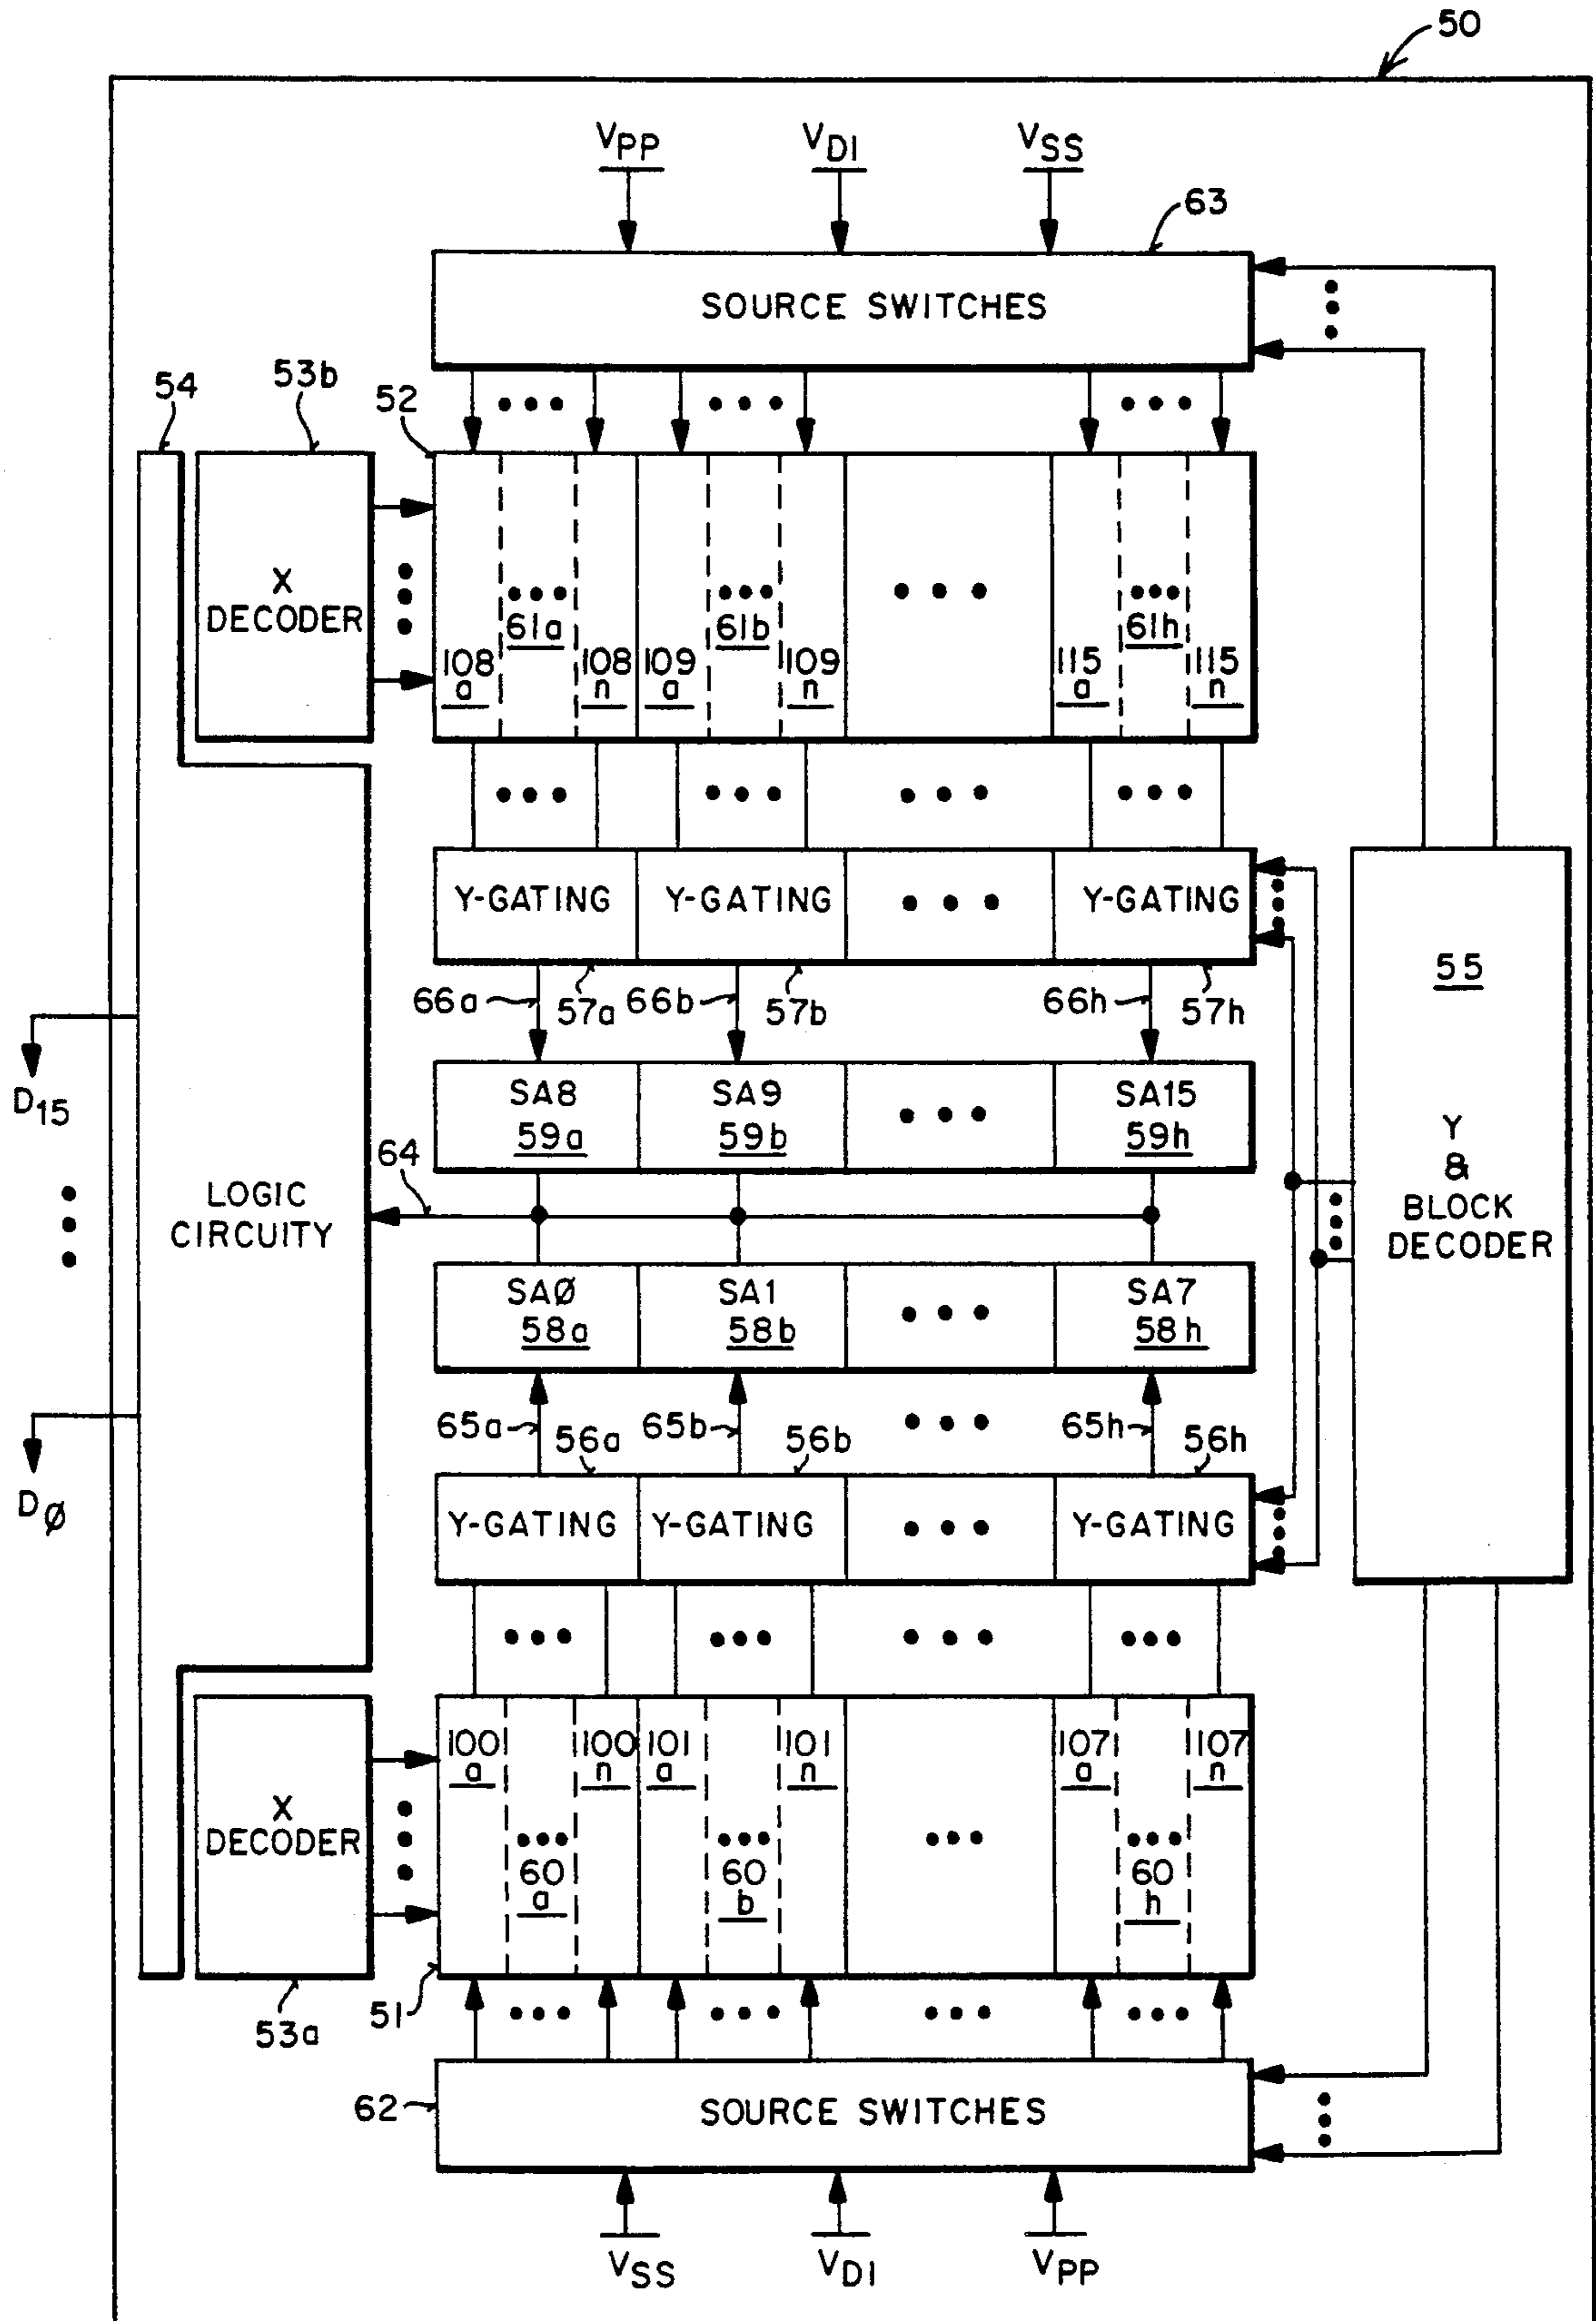 50
VPP VDI VSS
63
SOURCE SWITCHES
54 53b 52
X
DECODER
61a 61b 61h
108 108 109 109 115 115
a n a n a n
Y-GATING Y-GATING Y-GATING
55
66a 57a 66b 57b 66h 57h
D15
SA8 SA9 SA15
59a 59b 59h
64
LOGIC
CIRCUITY
Y
&
BLOCK
DECODER
SAØ SA1 SA7
58a 58b 58h
65a 56a 65b 56b 65h 56h
DØ
Y-GATING Y-GATING Y-GATING
100 100 101 101 107 107
a n a n a n
X
DECODER
60 60 60
a b h
53a 51
62
SOURCE SWITCHES
VSS VDI VPP